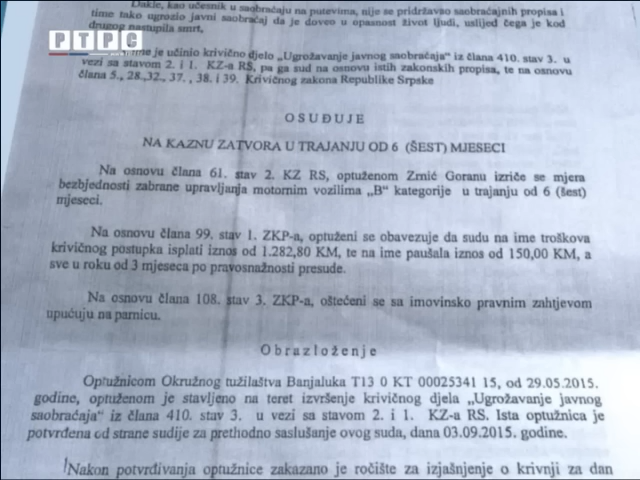 Dakle, kao učesnik u saobraćaju na putevima, nije se pridržavao saobraćajnih propisa i
time tako ugrozio javni saobraćaj da je doveo u opasnost život ljudi, uslijed čega je kod
drugog nastupila smrt,
РТРС
ime je učinio krivično djelo „Ugrožavanje javnog saobraćaja" iz člana 410. stav 3. u
vezi sa stavom 2. i 1. KZ-a RS, pa ga sud na osnovu istih zakonskih propisa, te na osnovu
člana 5., 28.,32., 37. , 38. i 39. Krivičnog zakona Republike Srpske
O S U Đ U J E
NA KAZNU ZATVORA U TRAJANJU OD 6 (ŠEST) MJESECI
Na osnovu člana 61. stav 2. KZ RS, optuženom Zrnić Goranu izriče se mjera
bezbjednosti zabrane upravljanja motornim vozilima „B" kategorije u trajanju od 6 (šest)
mjeseci.
Na osnovu člana 99. stav 1. ZKP-a, optuženi se obavezuje da sudu na ime troškova
krivičnog postupka isplati iznos od 1.282,80 KM, te na ime paušala iznos od 150,00 KM, a
sve u roku od 3 mjeseca po pravosnažnosti presude.
Na osnovu člana 108. stav 3. ZKP-a, oštećeni se sa imovinsko pravnim zahtjevom
upućuju na parnicu.
O b r a z l o ž e n j e
Optužnicom Okružnog tužilaštva Banjaluka T13 0 KT 00025341 15, od 29.05.2015.
godine, optuženom je stavljeno na teret izvršenje krivičnog djela „Ugrožavanje javnog
saobraćaja" iz člana 410. stav 3. u vezi sa stavom 2. i 1. KZ-a RS. Ista optužnica je
potvrđena od strane sudije za prethodno saslušanje ovog suda, dana 03.09.2015. godine.
Nakon potvrđivanja optužnice zakazano je ročište za izjašnjenje o krivnji za dan